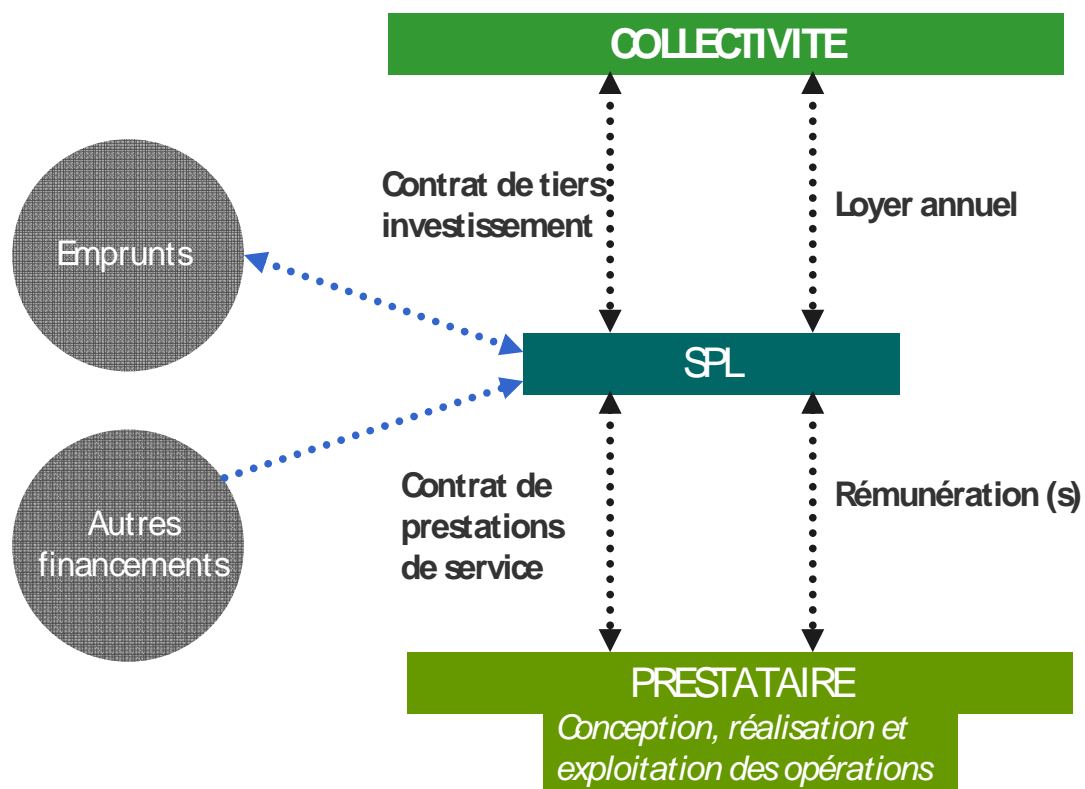 COLLECTIVITE
Contrat de tiers
investissement
Loyer annuel
Emprunts
SPL
Contrat de
prestations
de service
Rémunération (s)
Autres
financements
PRESTATAIRE
Conception, réalisation et
exploitation des opérations